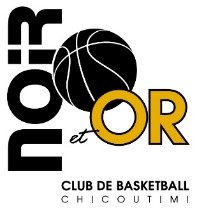 NOIR
et OR
CLUB DE BASKETBALL
CHICOUTIMI